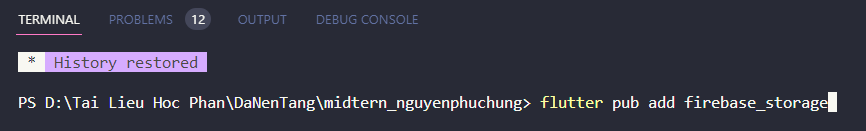 TERMINAL PROBLEMS 12 OUTPUT DEBUG CONSOLE
* History restored
PS D:\Tai Lieu Hoc Phan\DaNenTang\midtern_nguyenphuchung> flutter pub add firebase_storage